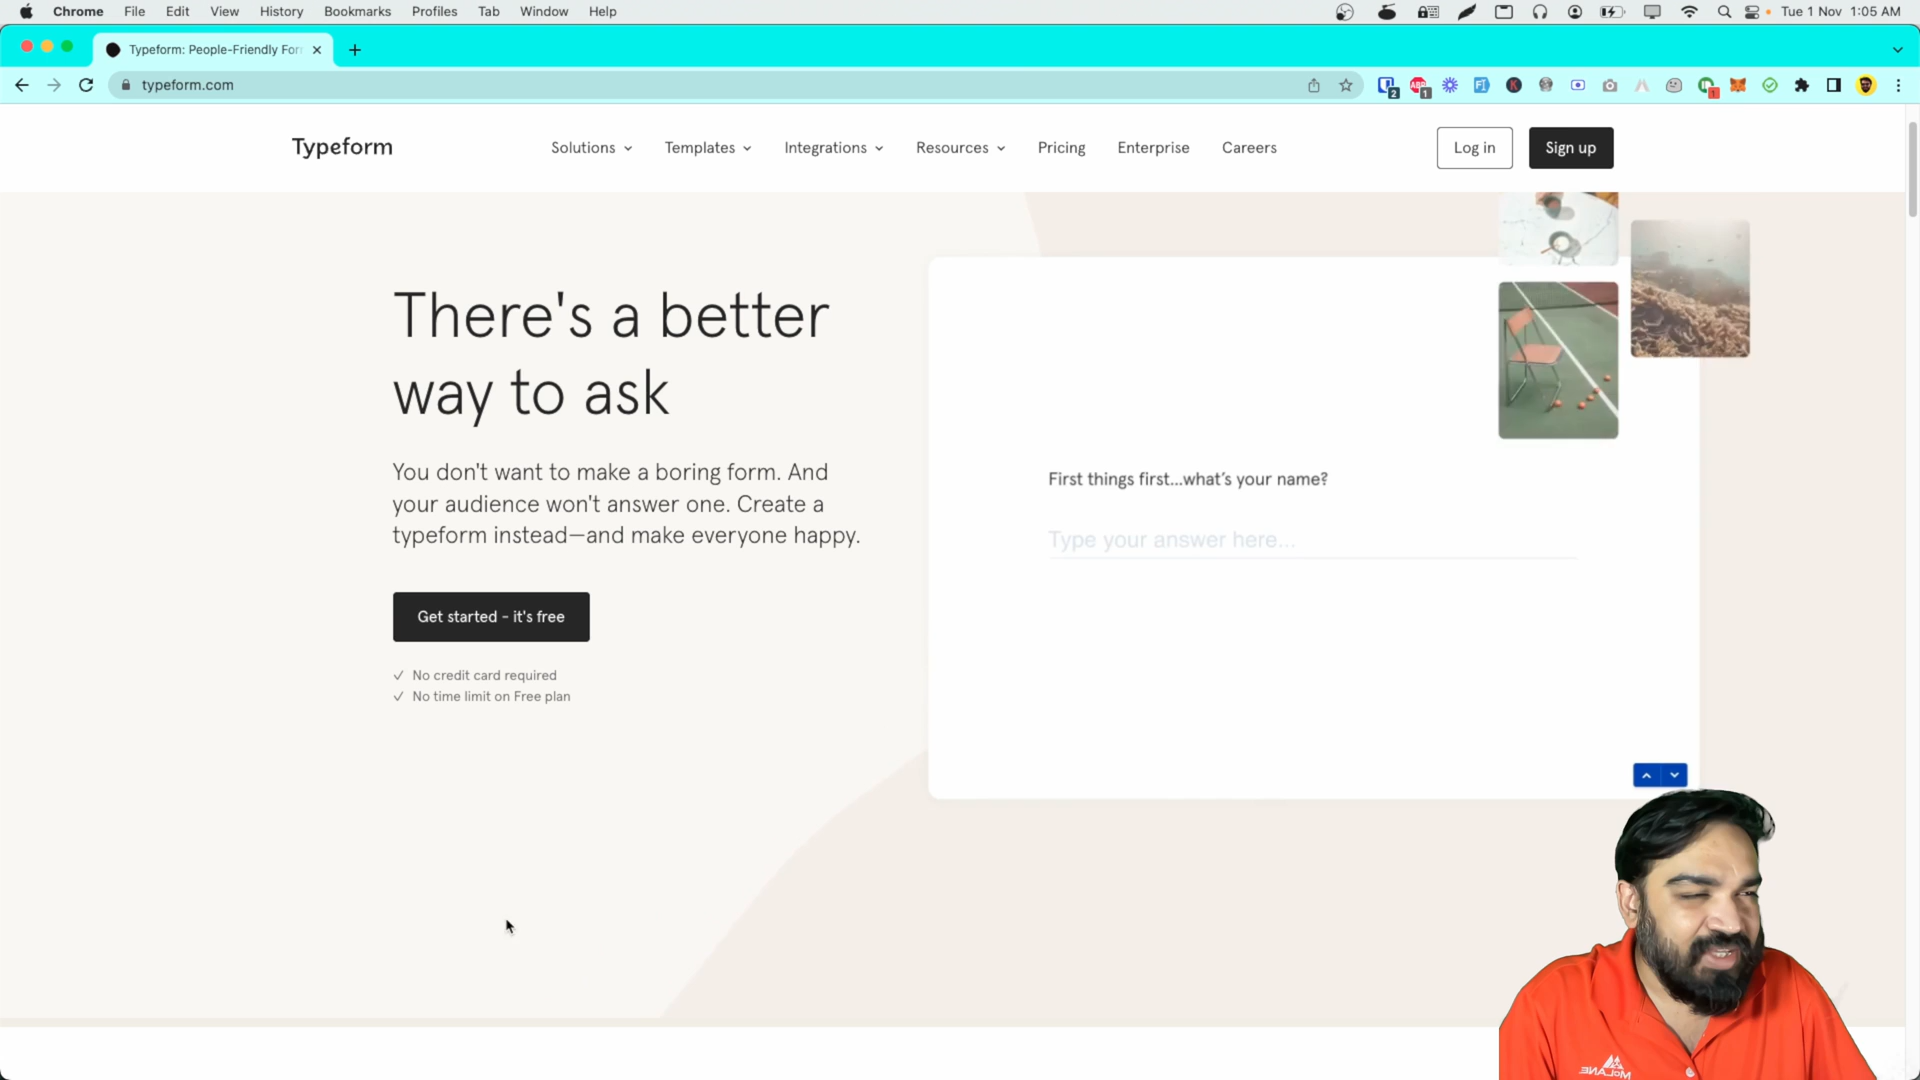 Chrome File Edit View History Bookmarks Profiles Tab Window Help Tue 1 Nov 1:05 AM
Typeform: People-Friendly For
typeform.com
2 1 1
Typeform Solutions Templates Integrations Resources Pricing Enterprise Careers Log in Sign up
There's a better
way to ask
You don't want to make a boring form. And
your audience won't answer one. Create a
typeform instead—and make everyone happy.
Get started - it's free
✓ No credit card required
✓ No time limit on Free plan
First things first...what's your name?
Type your answer here...
McLANE